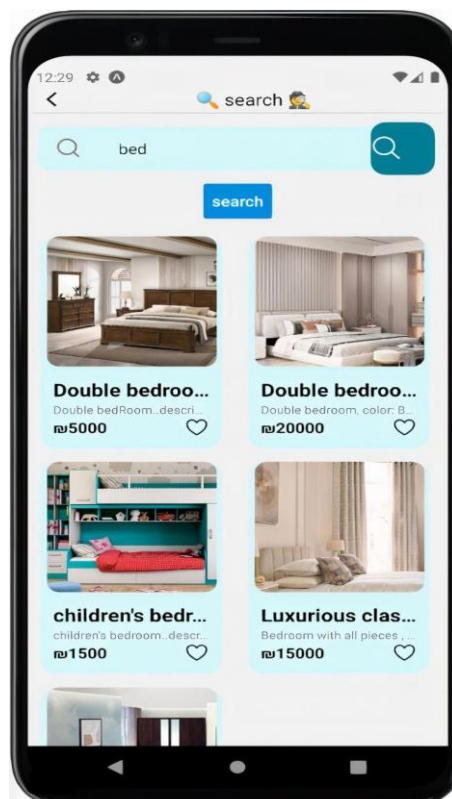 12:29
🔍 search 🕵️
bed
search
Double bedroo...
Double bedRoom..descri...
₪5000
Double bedroo...
Double bedroom, color: B...
₪20000
children's bedr...
children's bedroom..descr...
₪1500
Luxurious clas...
Bedroom with all pieces , ...
₪15000